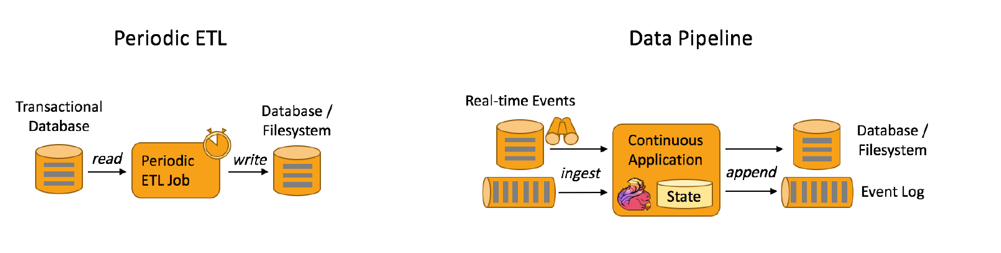 Periodic ETL
Transactional
Database
read
Periodic
ETL Job
write
Database /
Filesystem
Data Pipeline
Real-time Events
ingest
Continuous
Application
State
append
Database /
Filesystem
Event Log